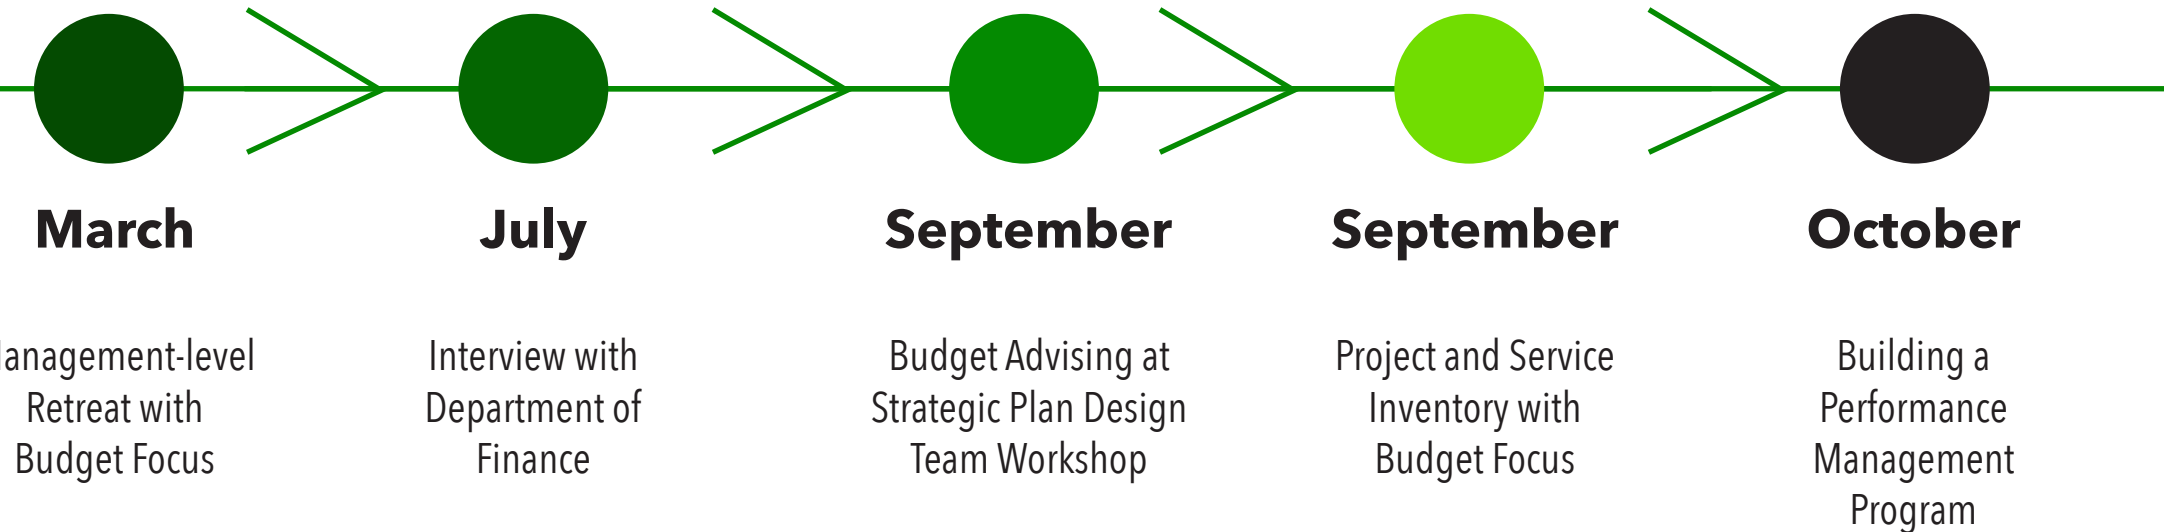 March
July
September
September
October
anagement-level
Retreat with
Budget Focus
Interview with
Department of
Finance
Budget Advising at
Strategic Plan Design
Team Workshop
Project and Service
Inventory with
Budget Focus
Building a
Performance
Management
Program